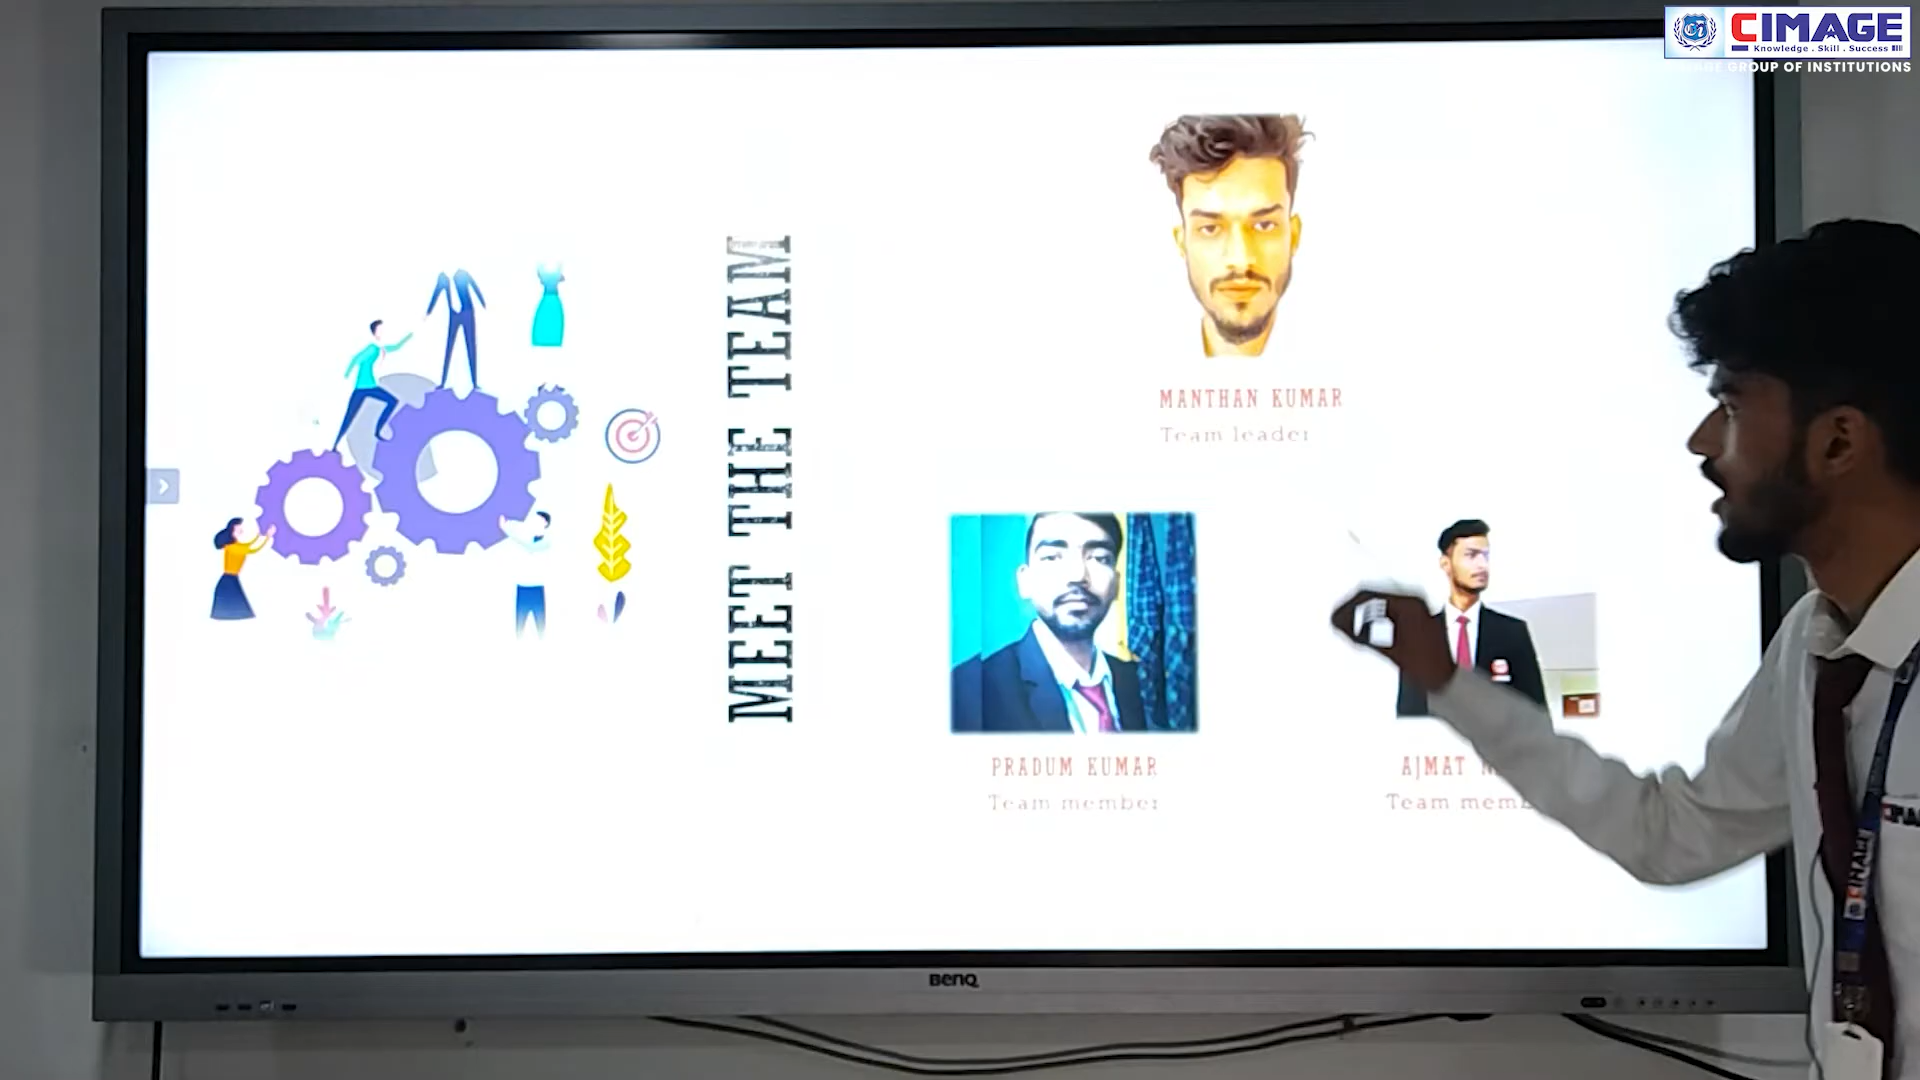 CIMAGE
Knowledge . Skill . Success
GROUP OF INSTITUTIONS
MEET THE TEAM
MANTHAN KUMAR
Team leader
PRADUM KUMAR
Team member
AJMAT
Team
BenQ
CIMAGE